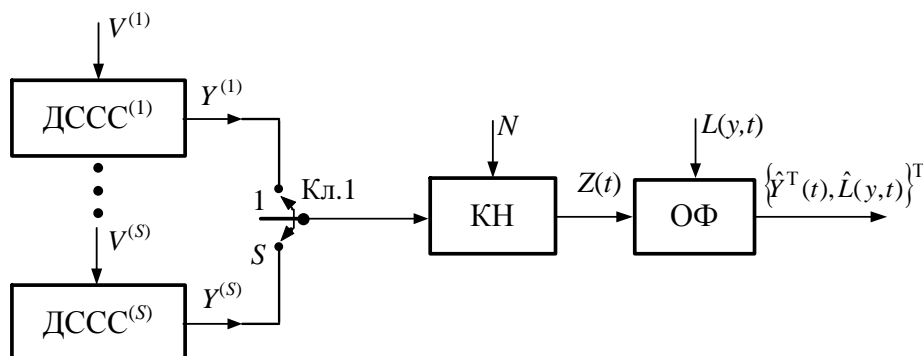 V^(1)
ДССС^(1)
Y^(1)
Кл.1
1
S
N
КН
Z(t)
L(y,t)
ОФ
{Ŷ^T(t), L̂(y,t)}^T
V^(S)
ДССС^(S)
Y^(S)